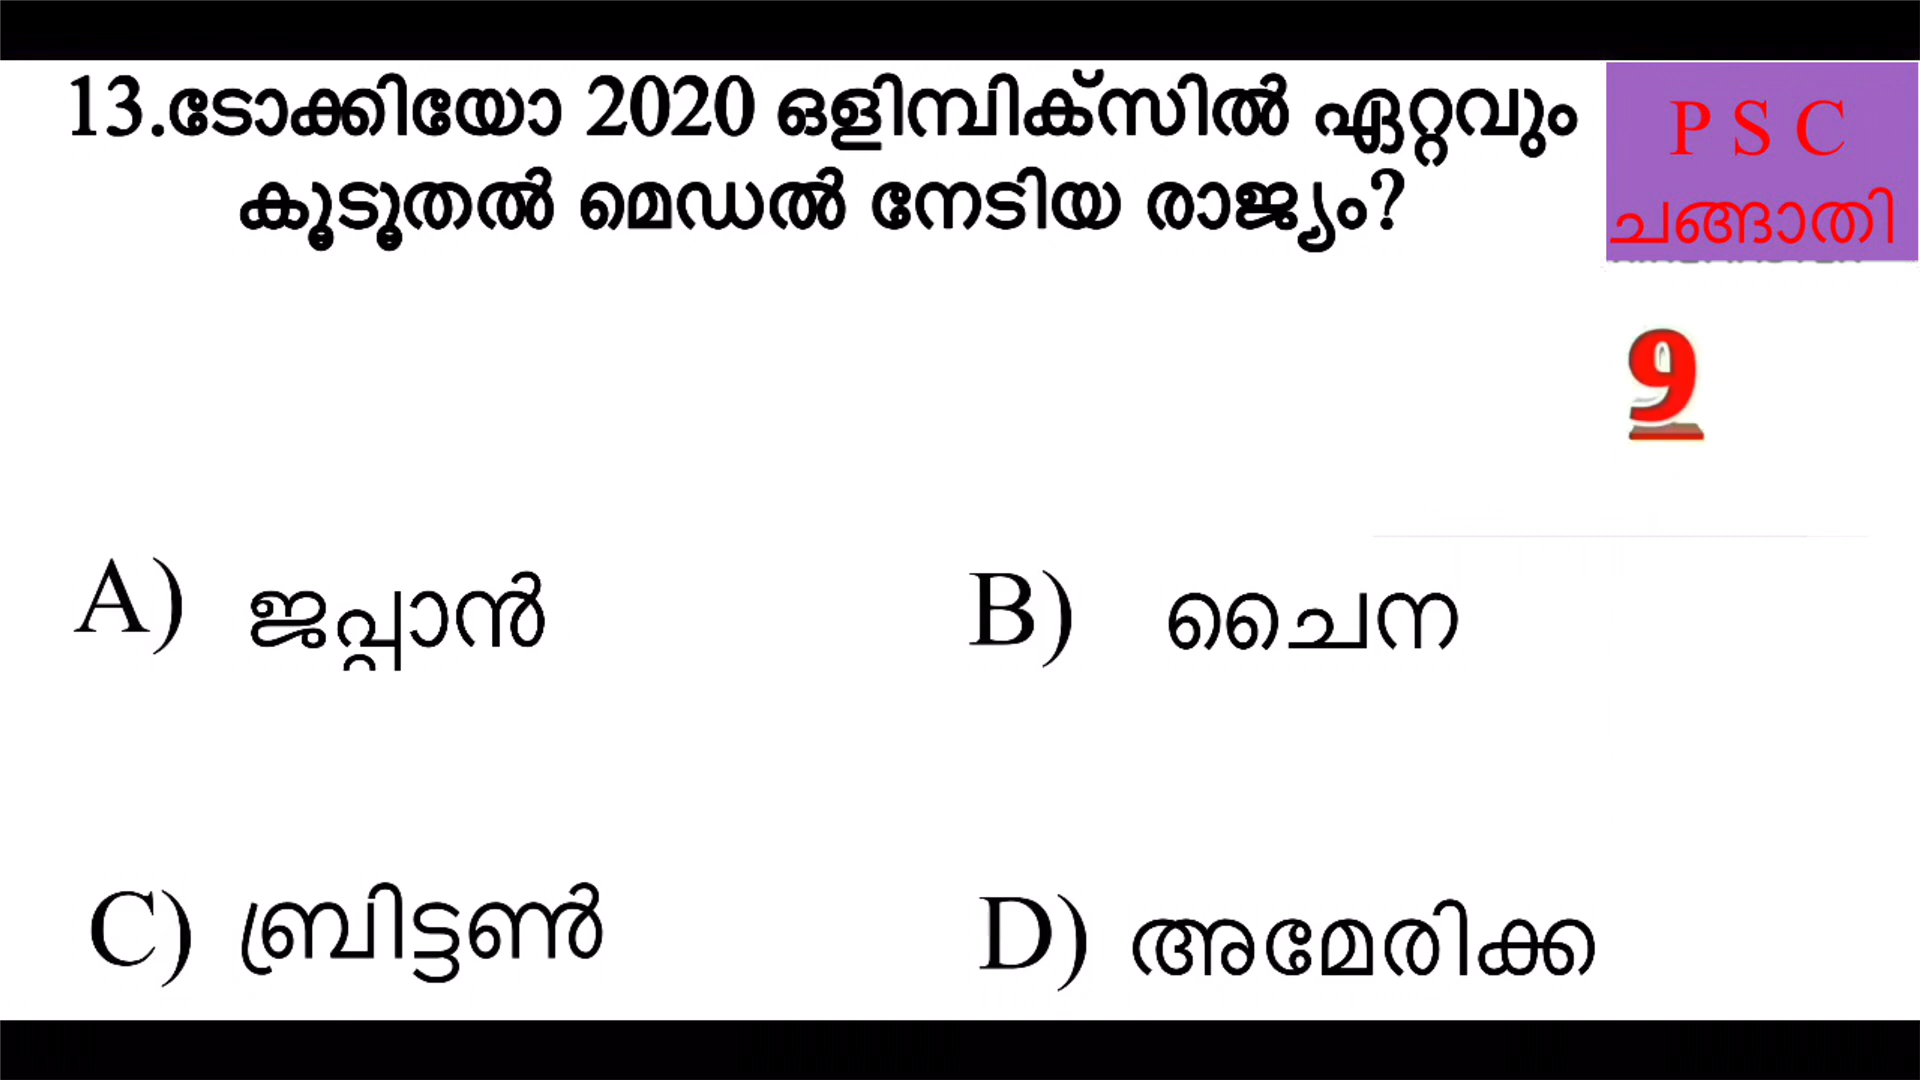 13.ടോക്കിയോ 2020 ഒളിമ്പിക്സിൽ ഏറ്റവും
കൂടുതൽ മെഡൽ നേടിയ രാജ്യം?
P S C
ചങ്ങാതി
9
A) ജപ്പാൻ
B) ചൈന
C) ബ്രിട്ടൺ
D) അമേരിക്ക